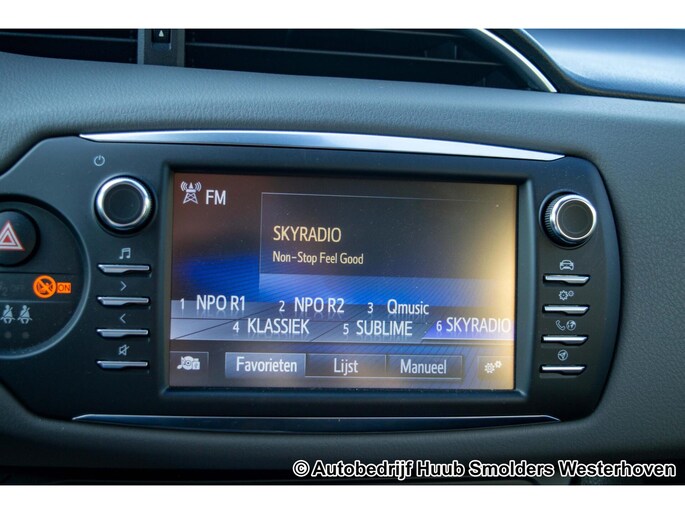 FM
SKYRADIO
Non-Stop Feel Good
1 NPO R1 2 NPO R2 3 Qmusic
4 KLASSIEK 5 SUBLIME 6 SKYRADIO
ON
Favorieten Lijst Manueel
© Autobedrijf Huub Smolders Westerhoven